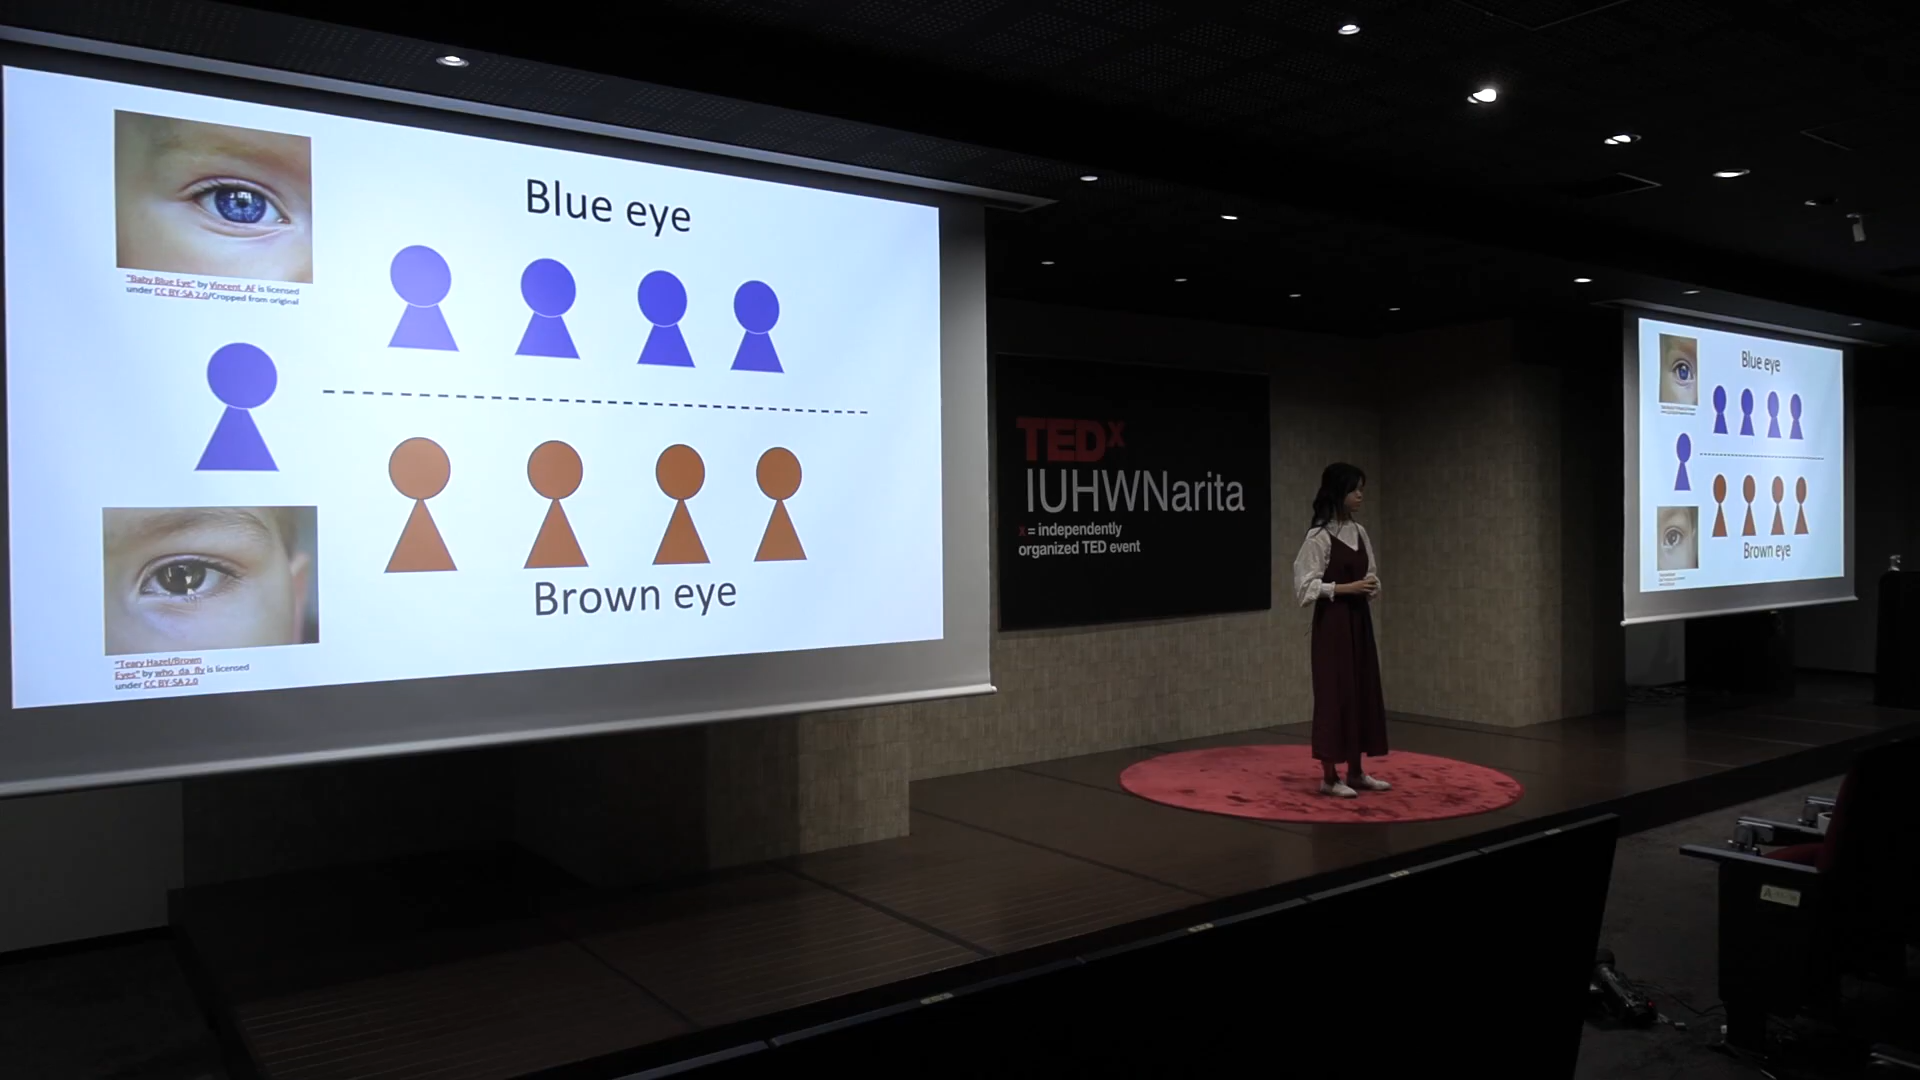 Blue eye
"Baby Blue Eye" by Vincent_AF is licensed
under CC BY-SA 2.0/Cropped from original
Brown eye
"Teary Hazel/Brown
Eyes" by who_da_fly is licensed
under CC BY-SA 2.0
TEDx
IUHWNarita
x = independently
organized TED event
Blue eye
Brown eye